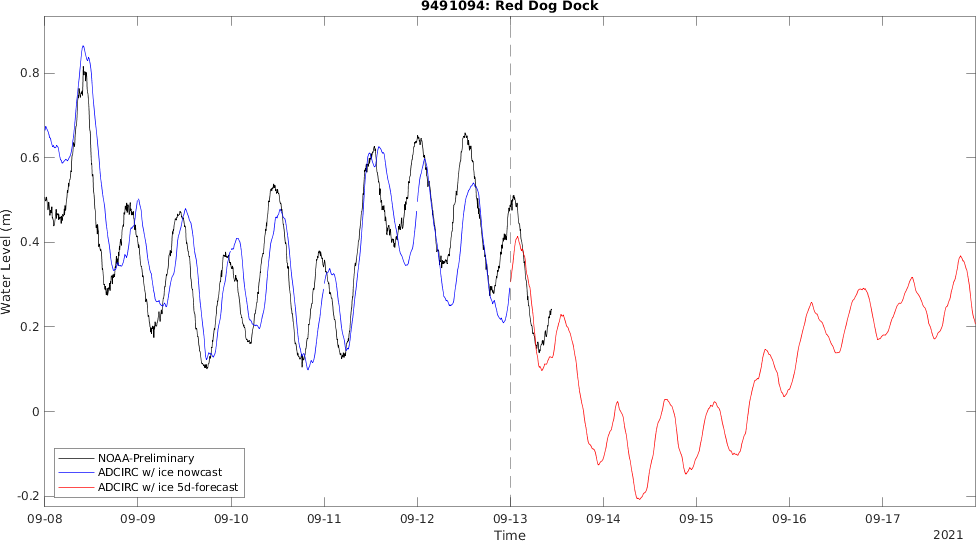 9491094: Red Dog Dock
Water Level (m)
0.8
0.6
0.4
0.2
0
-0.2
NOAA-Preliminary
ADCIRC w/ ice nowcast
ADCIRC w/ ice 5d-forecast
09-08 09-09 09-10 09-11 09-12 09-13 09-14 09-15 09-16 09-17
Time
2021